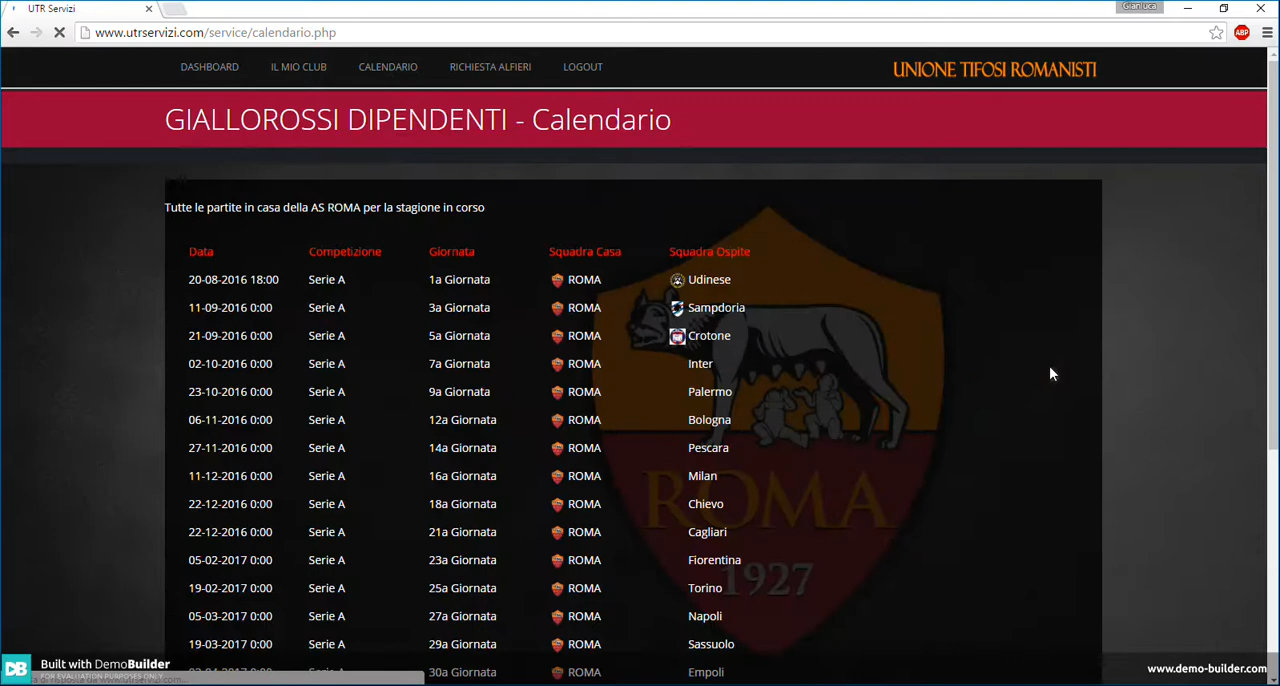 UTR Servizi
Gianluca
www.utrservizi.com/service/calendario.php
ABP
DASHBOARD IL MIO CLUB CALENDARIO RICHIESTA ALFIERI LOGOUT
UNIONE TIFOSI ROMANISTI
GIALLOROSSI DIPENDENTI - Calendario
Tutte le partite in casa della AS ROMA per la stagione in corso
Data Competizione Giornata Squadra Casa Squadra Ospite
20-08-2016 18:00 Serie A 1a Giornata ROMA Udinese
11-09-2016 0:00 Serie A 3a Giornata ROMA Sampdoria
21-09-2016 0:00 Serie A 5a Giornata ROMA Crotone
02-10-2016 0:00 Serie A 7a Giornata ROMA Inter
23-10-2016 0:00 Serie A 9a Giornata ROMA Palermo
06-11-2016 0:00 Serie A 12a Giornata ROMA Bologna
27-11-2016 0:00 Serie A 14a Giornata ROMA Pescara
11-12-2016 0:00 Serie A 16a Giornata ROMA Milan
22-12-2016 0:00 Serie A 18a Giornata ROMA Chievo
22-12-2016 0:00 Serie A 21a Giornata ROMA Cagliari
05-02-2017 0:00 Serie A 23a Giornata ROMA Fiorentina
19-02-2017 0:00 Serie A 25a Giornata ROMA Torino
05-03-2017 0:00 Serie A 27a Giornata ROMA Napoli
19-03-2017 0:00 Serie A 29a Giornata ROMA Sassuolo
Serie A 30a Giornata ROMA Empoli
ROMA
1927
DB
Built with DemoBuilder
FOR EVALUATION PURPOSES ONLY
www.demo-builder.com